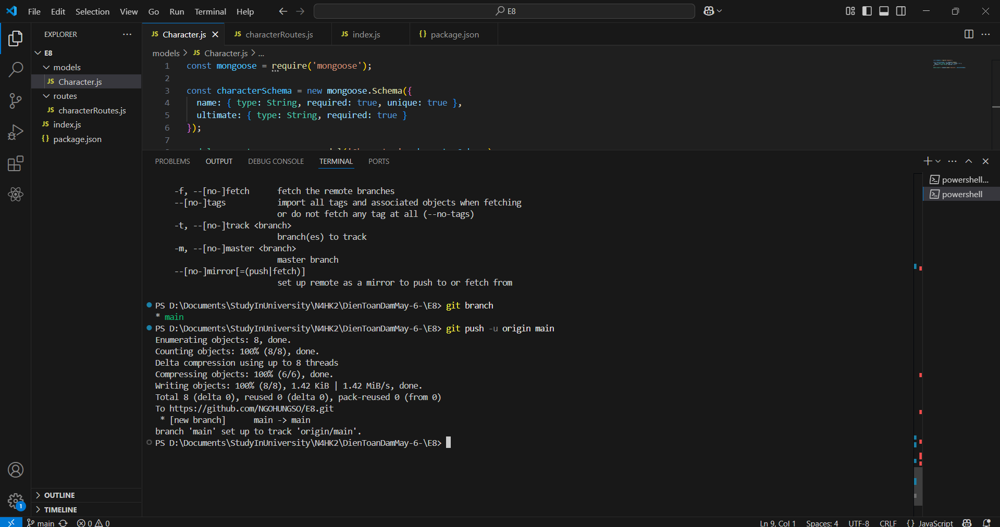 File Edit Selection View Go Run Terminal Help
E8
EXPLORER
E8
models
JS Character.js
routes
JS characterRoutes.js
JS index.js
{} package.json
OUTLINE
TIMELINE
JS Character.js
JS characterRoutes.js
JS index.js
{} package.json
models > JS Character.js > ...
1 const mongoose = require('mongoose');
2
3 const characterSchema = new mongoose.Schema({
4 name: { type: String, required: true, unique: true },
5 ultimate: { type: String, required: true }
6 });
7
PROBLEMS OUTPUT DEBUG CONSOLE TERMINAL PORTS
powershell...
powershell
-f, --[no-]fetch fetch the remote branches
--[no-]tags import all tags and associated objects when fetching
or do not fetch any tag at all (--no-tags)
-t, --[no-]track <branch>
branch(es) to track
-m, --[no-]master <branch>
master branch
--[no-]mirror[=(push|fetch)]
set up remote as a mirror to push to or fetch from
PS D:\Documents\StudyInUniversity\N4HK2\DienToanDamMay-6-\E8> git branch
* main
PS D:\Documents\StudyInUniversity\N4HK2\DienToanDamMay-6-\E8> git push -u origin main
Enumerating objects: 8, done.
Counting objects: 100% (8/8), done.
Delta compression using up to 8 threads
Compressing objects: 100% (6/6), done.
Writing objects: 100% (8/8), 1.42 KiB | 1.42 MiB/s, done.
Total 8 (delta 0), reused 0 (delta 0), pack-reused 0 (from 0)
To https://github.com/NGOHUNGSO/E8.git
* [new branch] main -> main
branch 'main' set up to track 'origin/main'.
PS D:\Documents\StudyInUniversity\N4HK2\DienToanDamMay-6-\E8>
1
main 0 0
Ln 9, Col 1 Spaces: 4 UTF-8 CRLF {} JavaScript